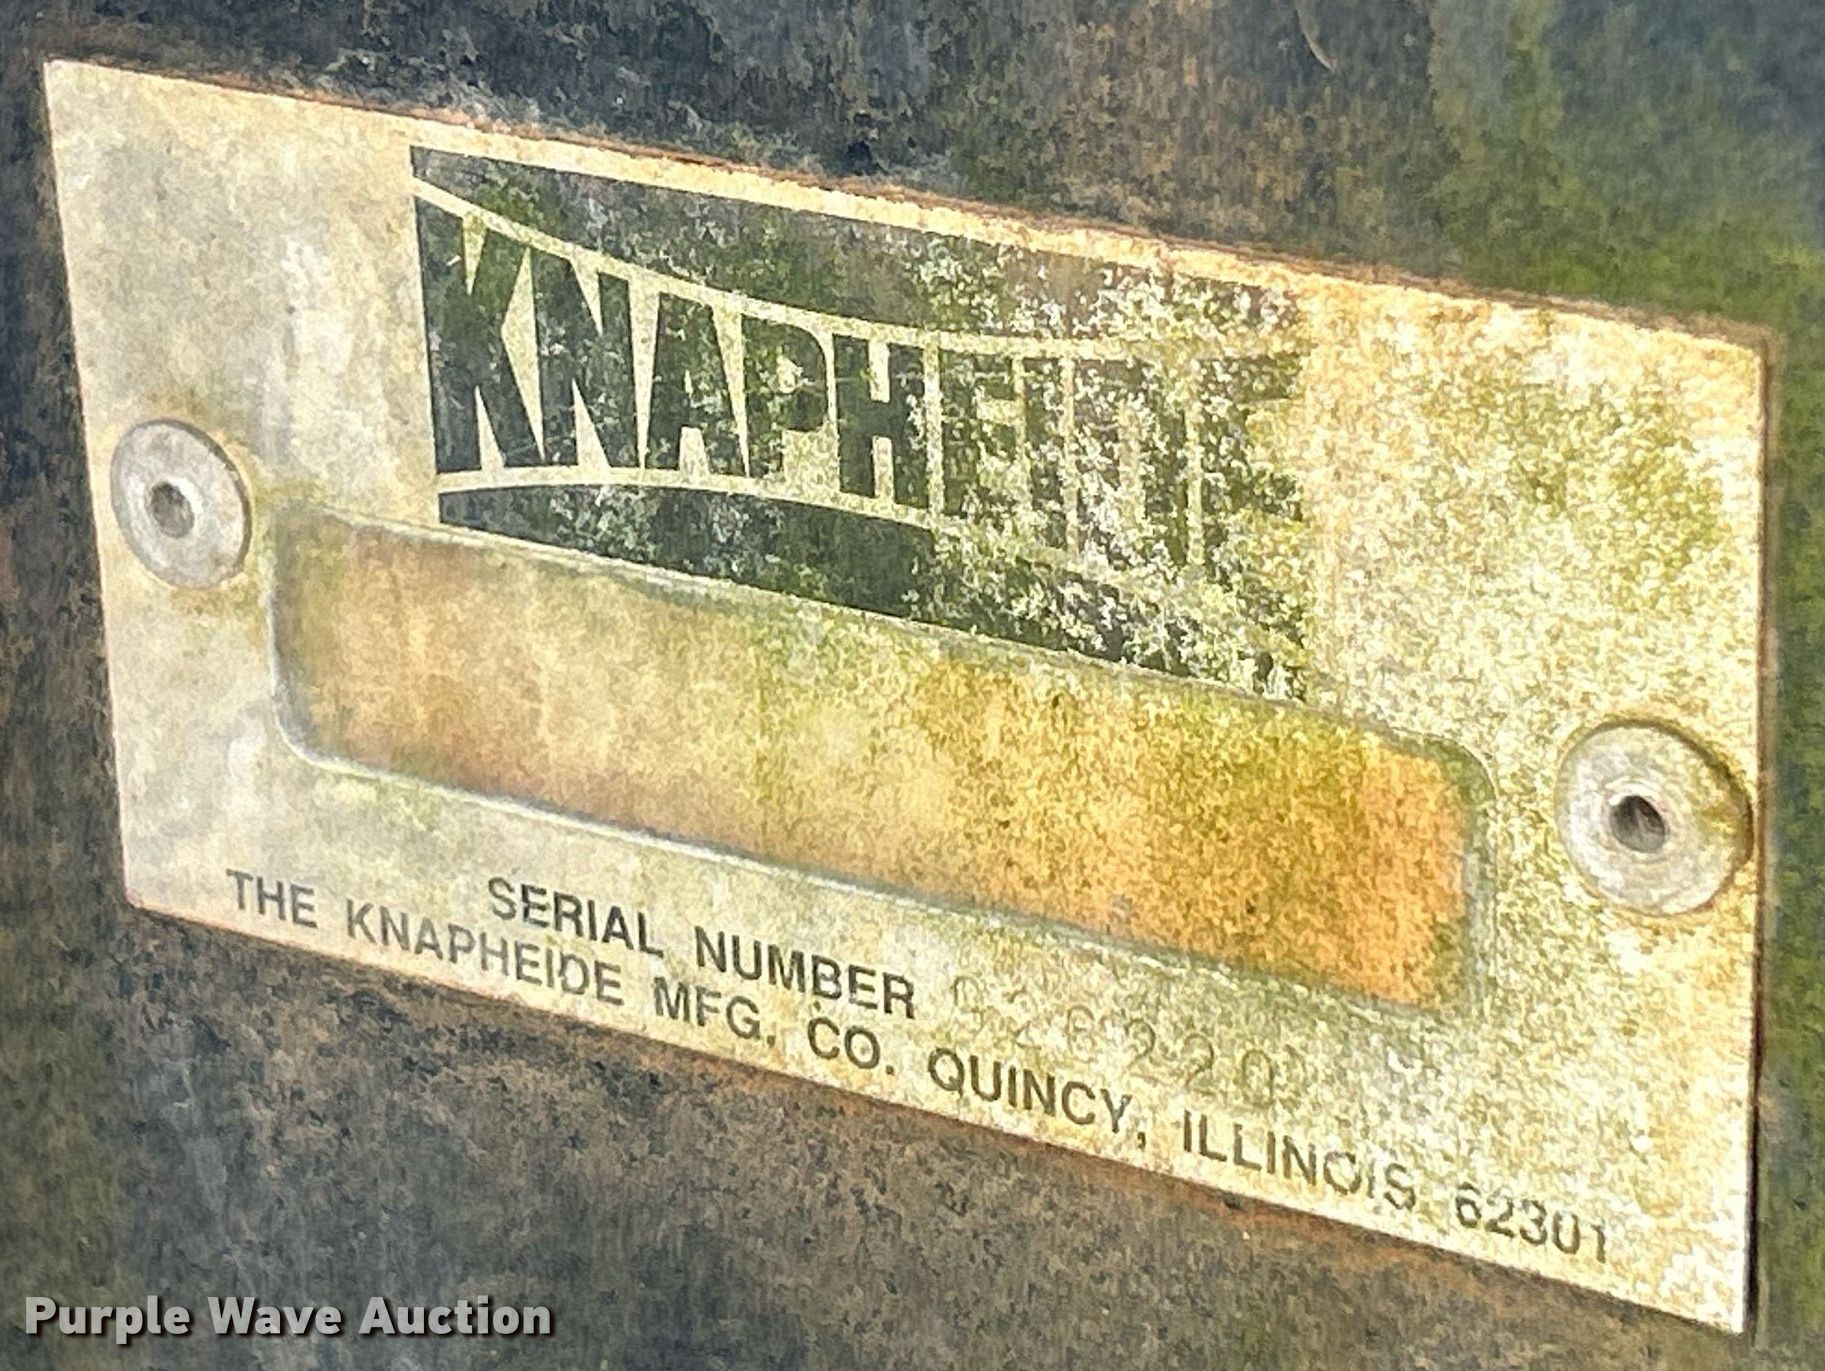 KNAPHEIDE
SERIAL NUMBER
THE KNAPHEIDE MFG. CO. QUINCY, ILLINOIS 62301
Purple Wave Auction